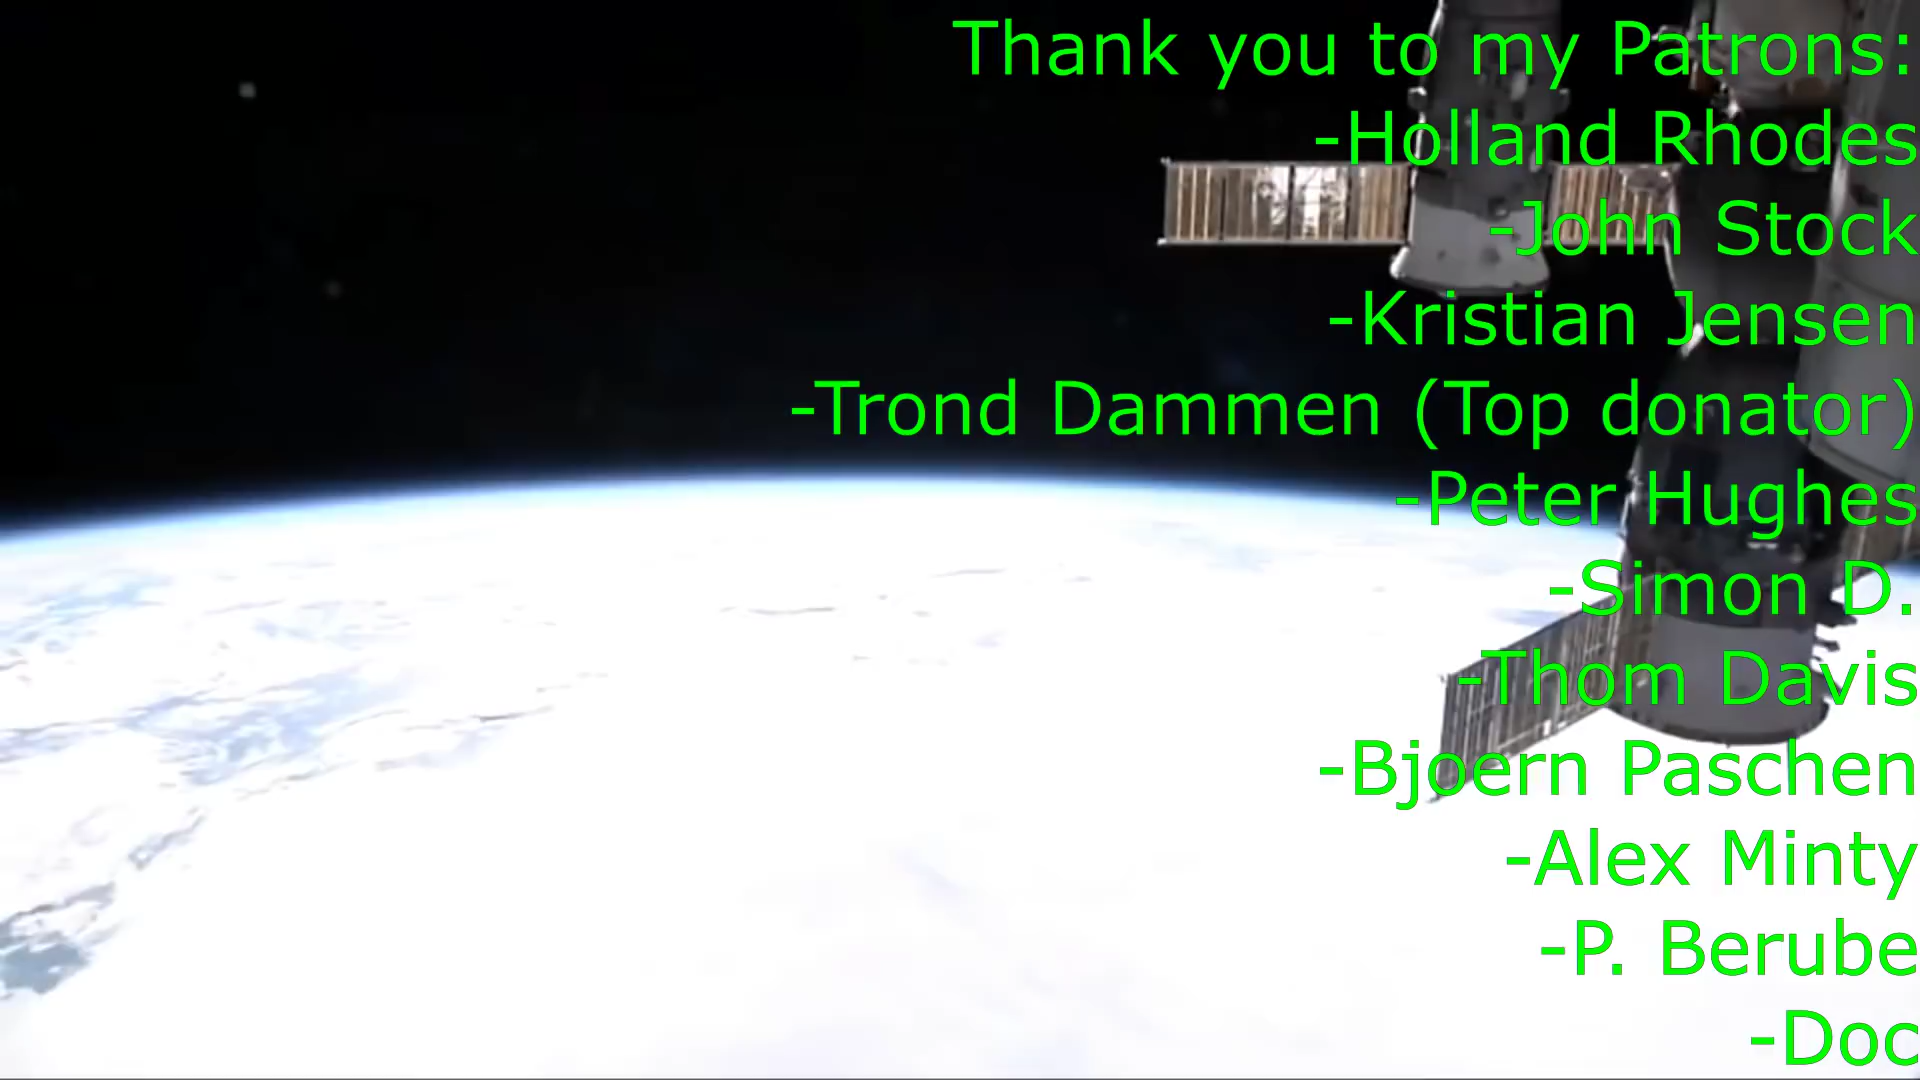 Thank you to my Patrons:
-Holland Rhodes
-John Stock
-Kristian Jensen
-Trond Dammen (Top donator)
-Peter Hughes
-Simon D.
-Thom Davis
-Bjoern Paschen
-Alex Minty
-P. Berube
-Doc